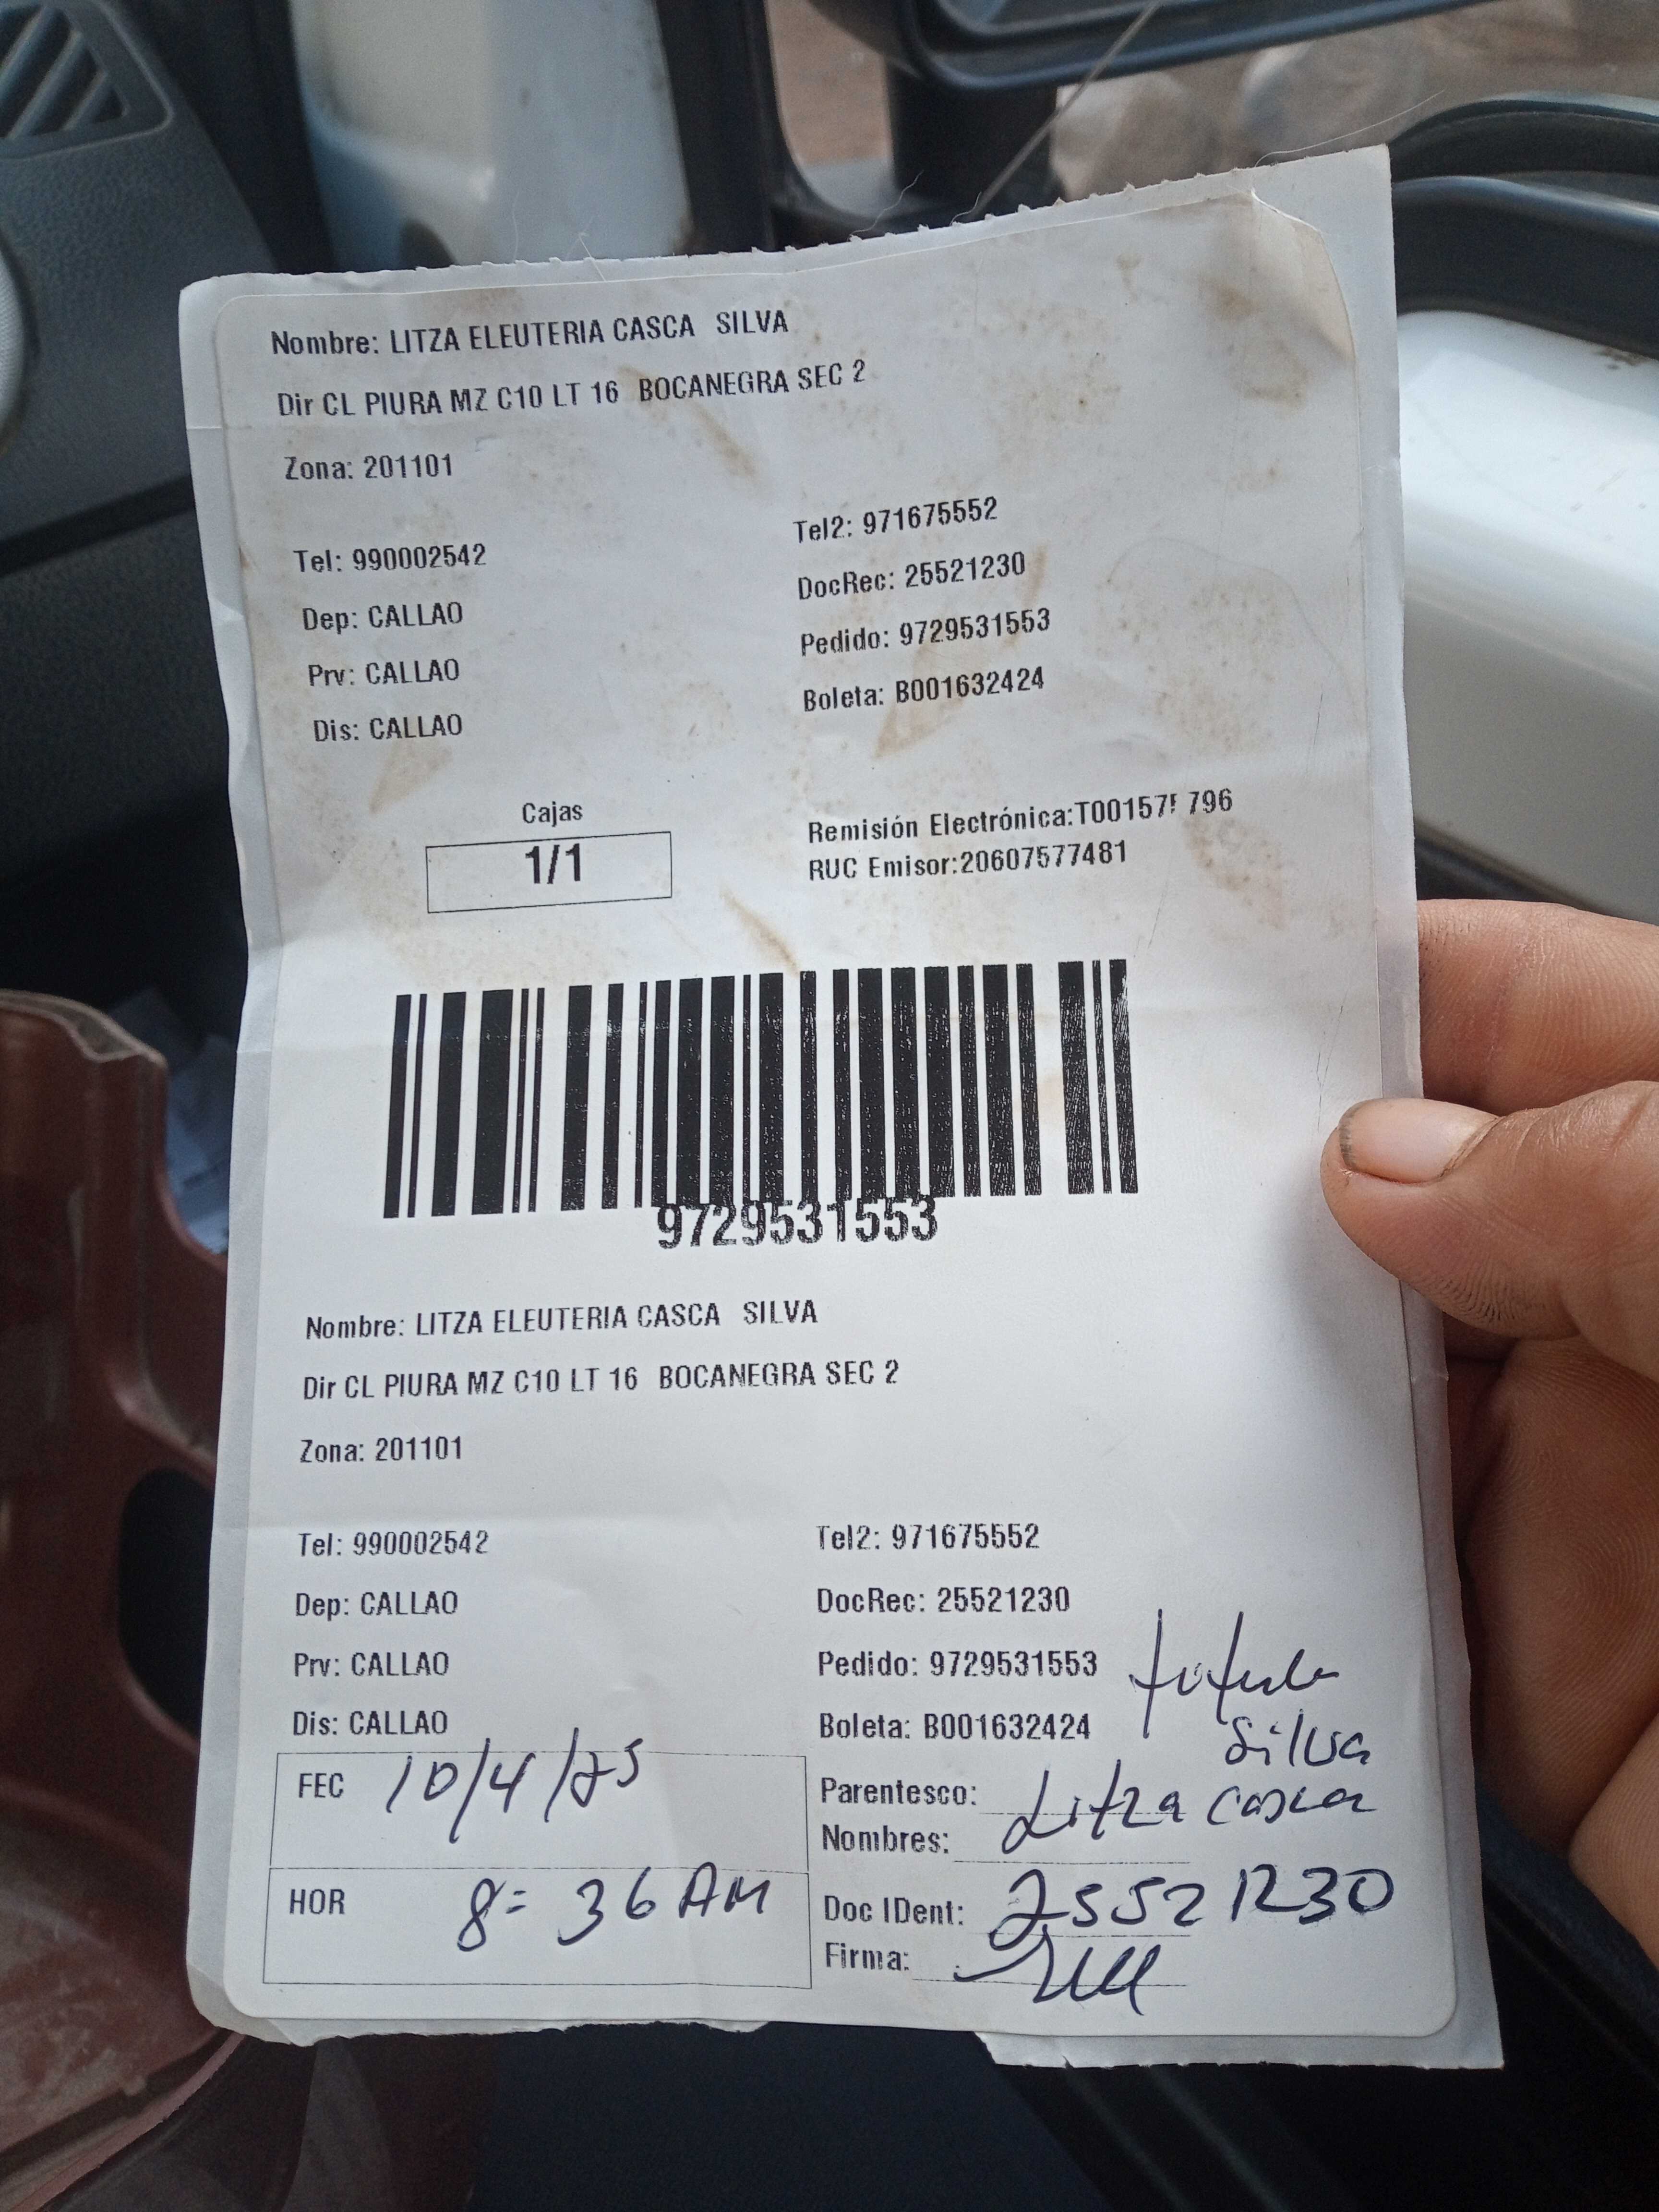 Nombre: LITZA ELEUTERIA CASCA SILVA
Dir CL PIURA MZ C10 LT 16 BOCANEGRA SEC 2
Zona: 201101
Tel: 990002542 Tel2: 971675552
Dep: CALLAO DocRec: 25521230
Prv: CALLAO Pedido: 9729531553
Dis: CALLAO Boleta: B001632424
Cajas
1/1
Remisión Electrónica:
RUC Emisor:20607577481
9729531553
Nombre: LITZA ELEUTERIA CASCA SILVA
Dir CL PIURA MZ C10 LT 16 BOCANEGRA SEC 2
Zona: 201101
Tel: 990002542 Tel2: 971675552
Dep: CALLAO DocRec: 25521230
Prv: CALLAO Pedido: 9729531553
Dis: CALLAO Boleta: B001632424
Silva
FEC 10/4/25
Parentesco: Litza Casca
Nombres:
HOR 8:36 AM
Doc IDent: 25521230
Firma: